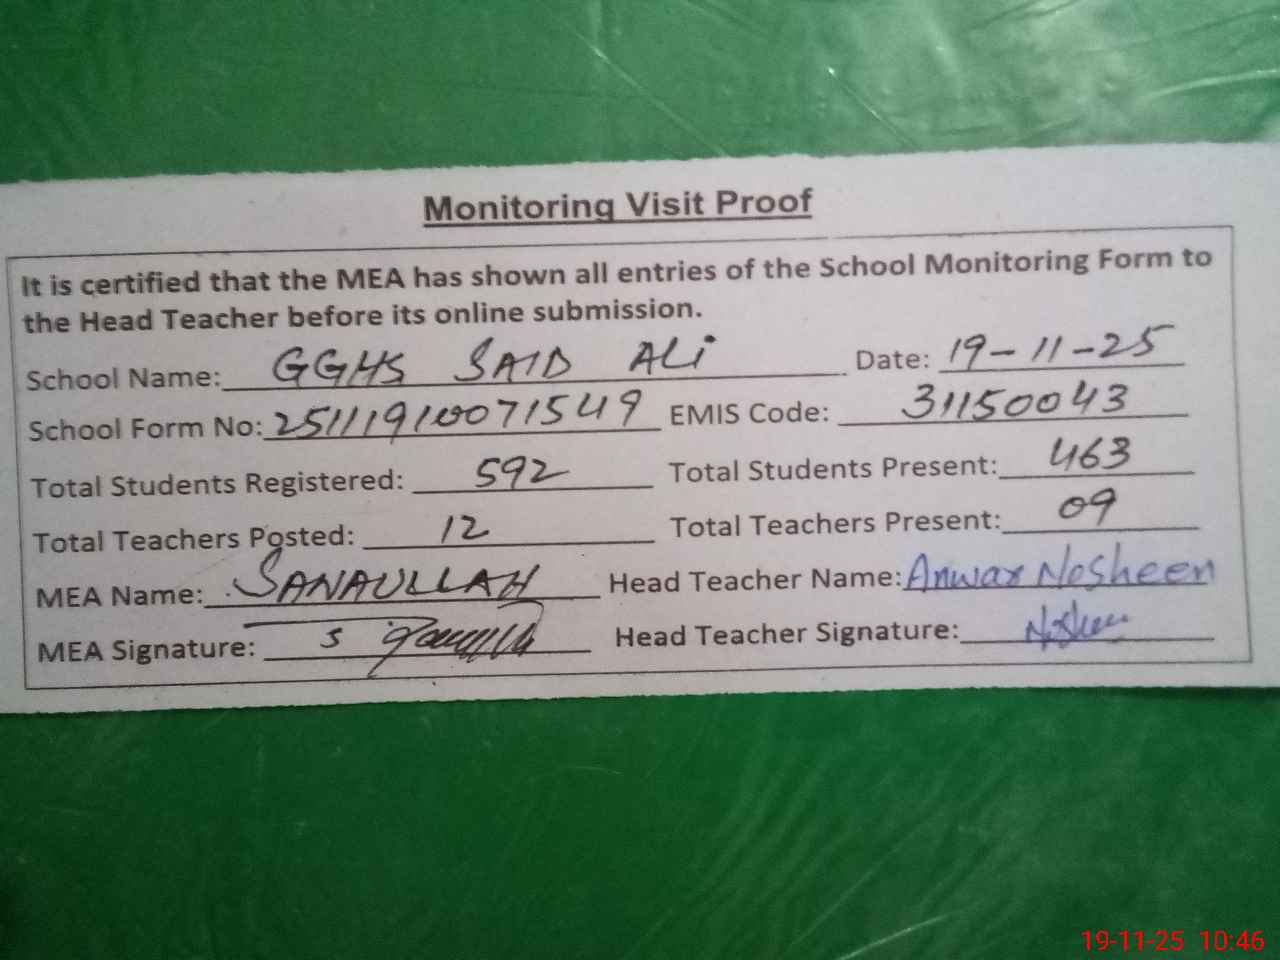 Monitoring Visit Proof
It is certified that the MEA has shown all entries of the School Monitoring Form to
the Head Teacher before its online submission.
School Name: GGHS SAID ALi Date: 19-11-25
School Form No: 251119100071549 EMIS Code: 31150043
Total Students Registered: 592 Total Students Present: 463
Total Teachers Posted: 12 Total Teachers Present: 09
MEA Name: SANAULLAH Head Teacher Name: Anwar Nosheen
MEA Signature: Head Teacher Signature: Nosheen
19-11-25 10:46